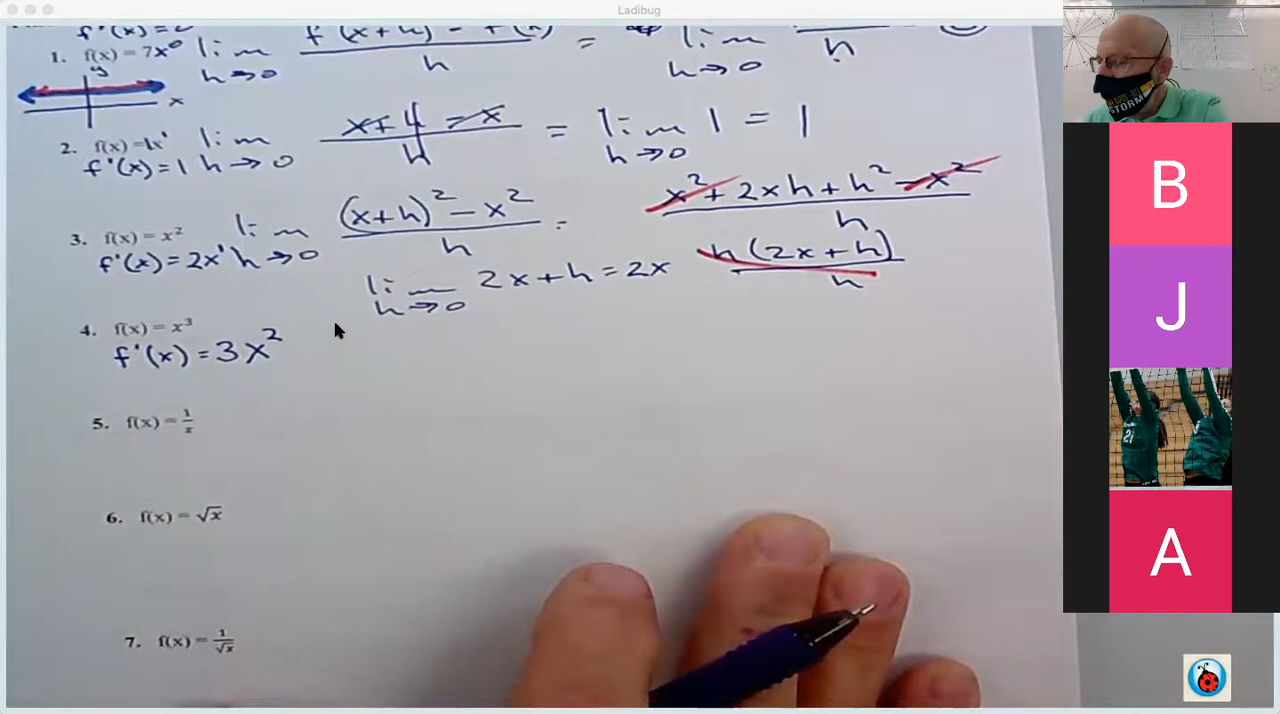 Ladibug
1. f(x) = 7x⁰ lim h→0 f(x+h) - f(x) / h = lim h→0 / h
y
x
2. f(x) = 1x¹ lim h→0 x+h-x / h = lim h→0 1 = 1
f'(x) = 1
3. f(x) = x² lim h→0 (x+h)² - x² / h = x² + 2xh + h² - x² / h
f'(x) = 2x¹
lim h→0 2x+h = 2x h(2x+h) / h
4. f(x) = x³
f'(x) = 3x²
5. f(x) = 1/x
6. f(x) = √x
7. f(x) = 1/√x
STORM
B
J
21
A